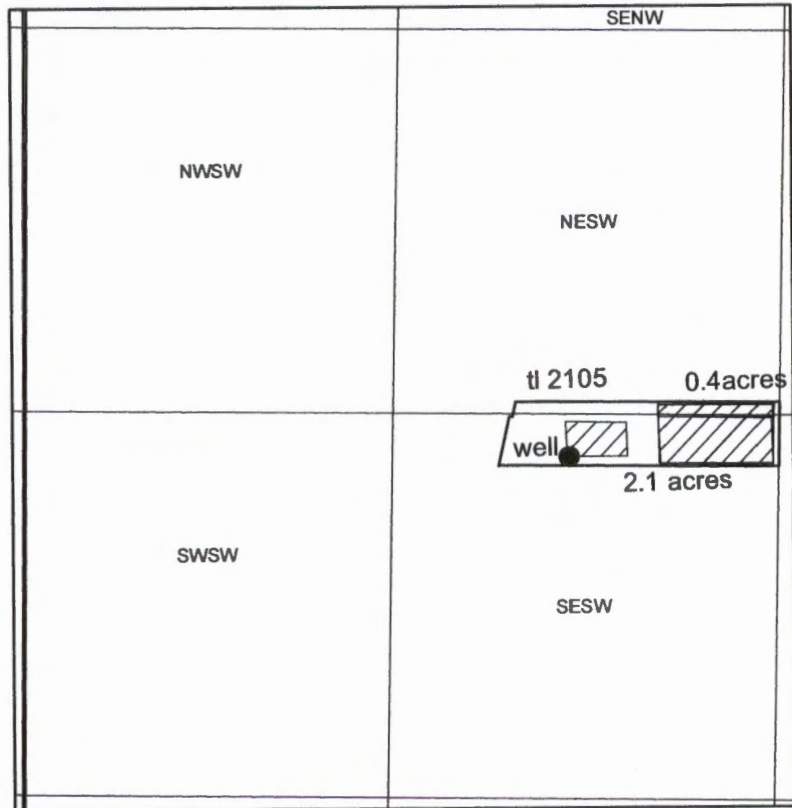 SENW
NWSW
NESW
tl 2105
0.4acres
well
2.1 acres
SWSW
SESW